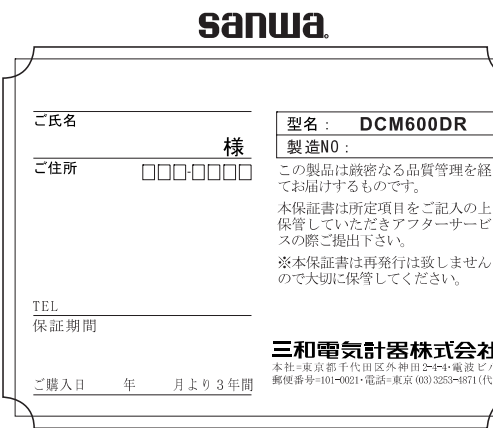 sanwa®
ご氏名
様
ご住所 □□□-□□□□
TEL
保証期間
ご購入日 年 月より3年間
型名: DCM600DR
製造NO:
この製品は厳密なる品質管理を経
てお届けするものです。
本保証書は所定項目をご記入の上
保管していただきアフターサービ
スの際ご提出下さい。
※本保証書は再発行は致しません
ので大切に保管してください。
三和電気計器株式会社
本社=東京都千代田区外神田2-4-4・電波ビル
郵便番号=101-0021・電話=東京(03)3253-4871(代